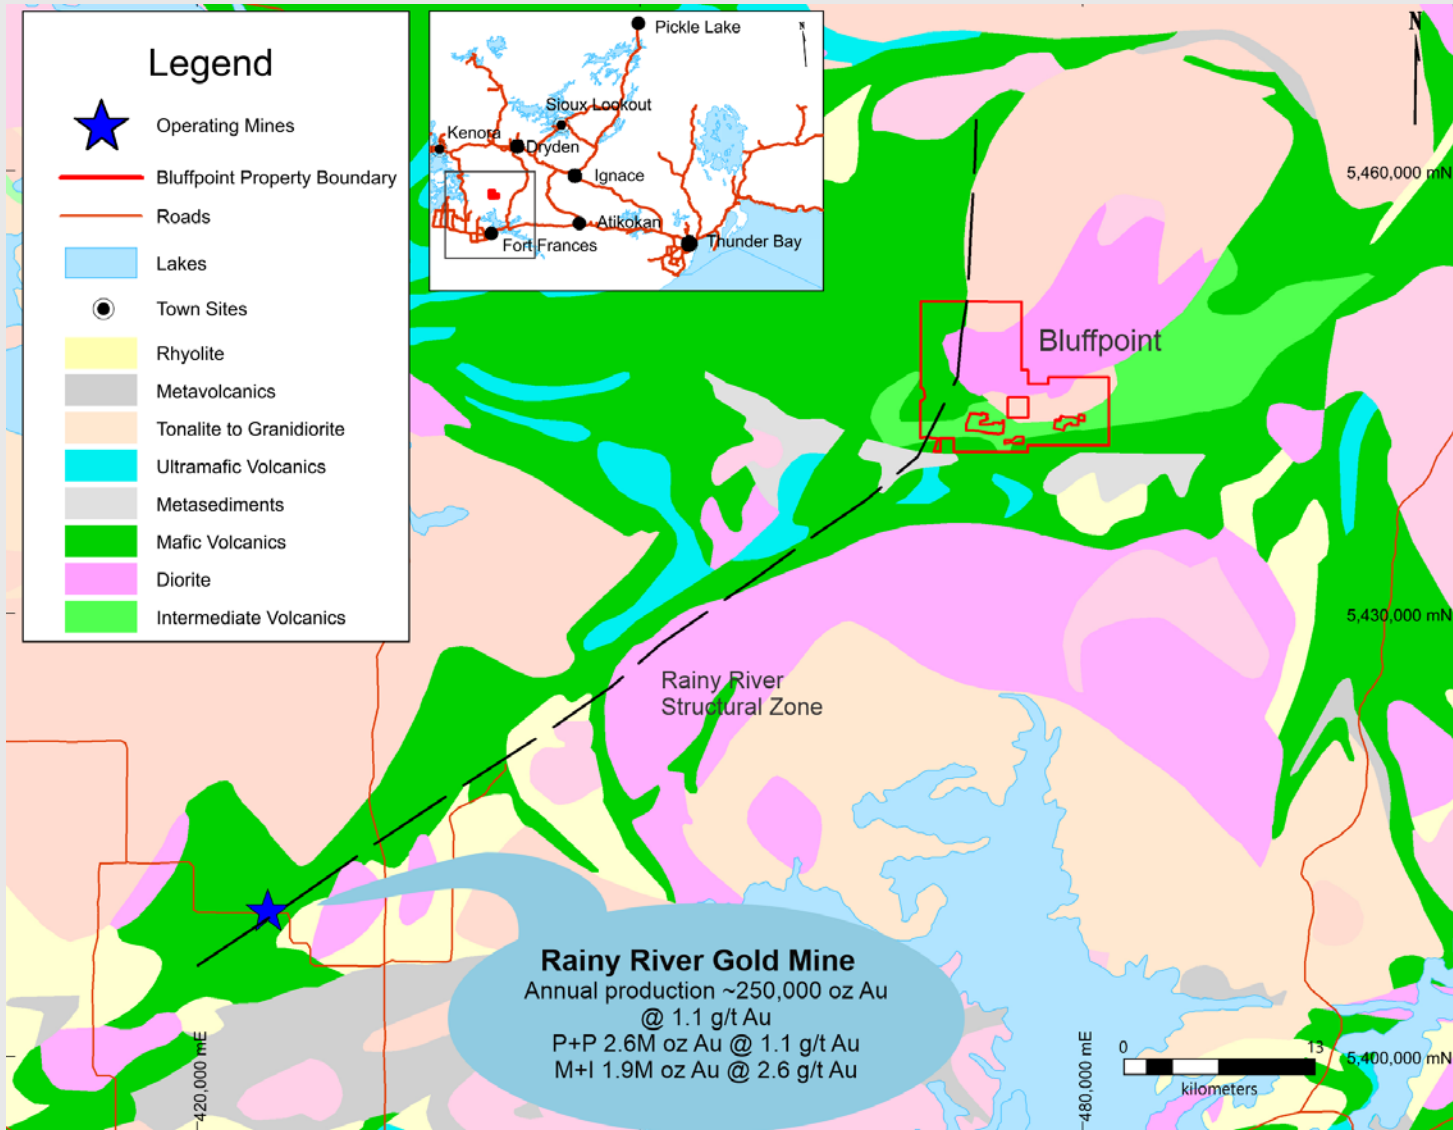 Legend
Operating Mines
Bluffpoint Property Boundary
Roads
Lakes
Town Sites
Rhyolite
Metavolcanics
Tonalite to Granidiorite
Ultramafic Volcanics
Metasediments
Mafic Volcanics
Diorite
Intermediate Volcanics
Pickle Lake
N
Sioux Lookout
Kenora
Dryden
Ignace
Atikokan
Fort Frances
Thunder Bay
N
5,460,000 mN
Bluffpoint
5,430,000 mN
Rainy River
Structural Zone
Rainy River Gold Mine
Annual production ~250,000 oz Au
@ 1.1 g/t Au
P+P 2.6M oz Au @ 1.1 g/t Au
M+I 1.9M oz Au @ 2.6 g/t Au
420,000 mE
480,000 mE
0 13
kilometers
5,400,000 mN